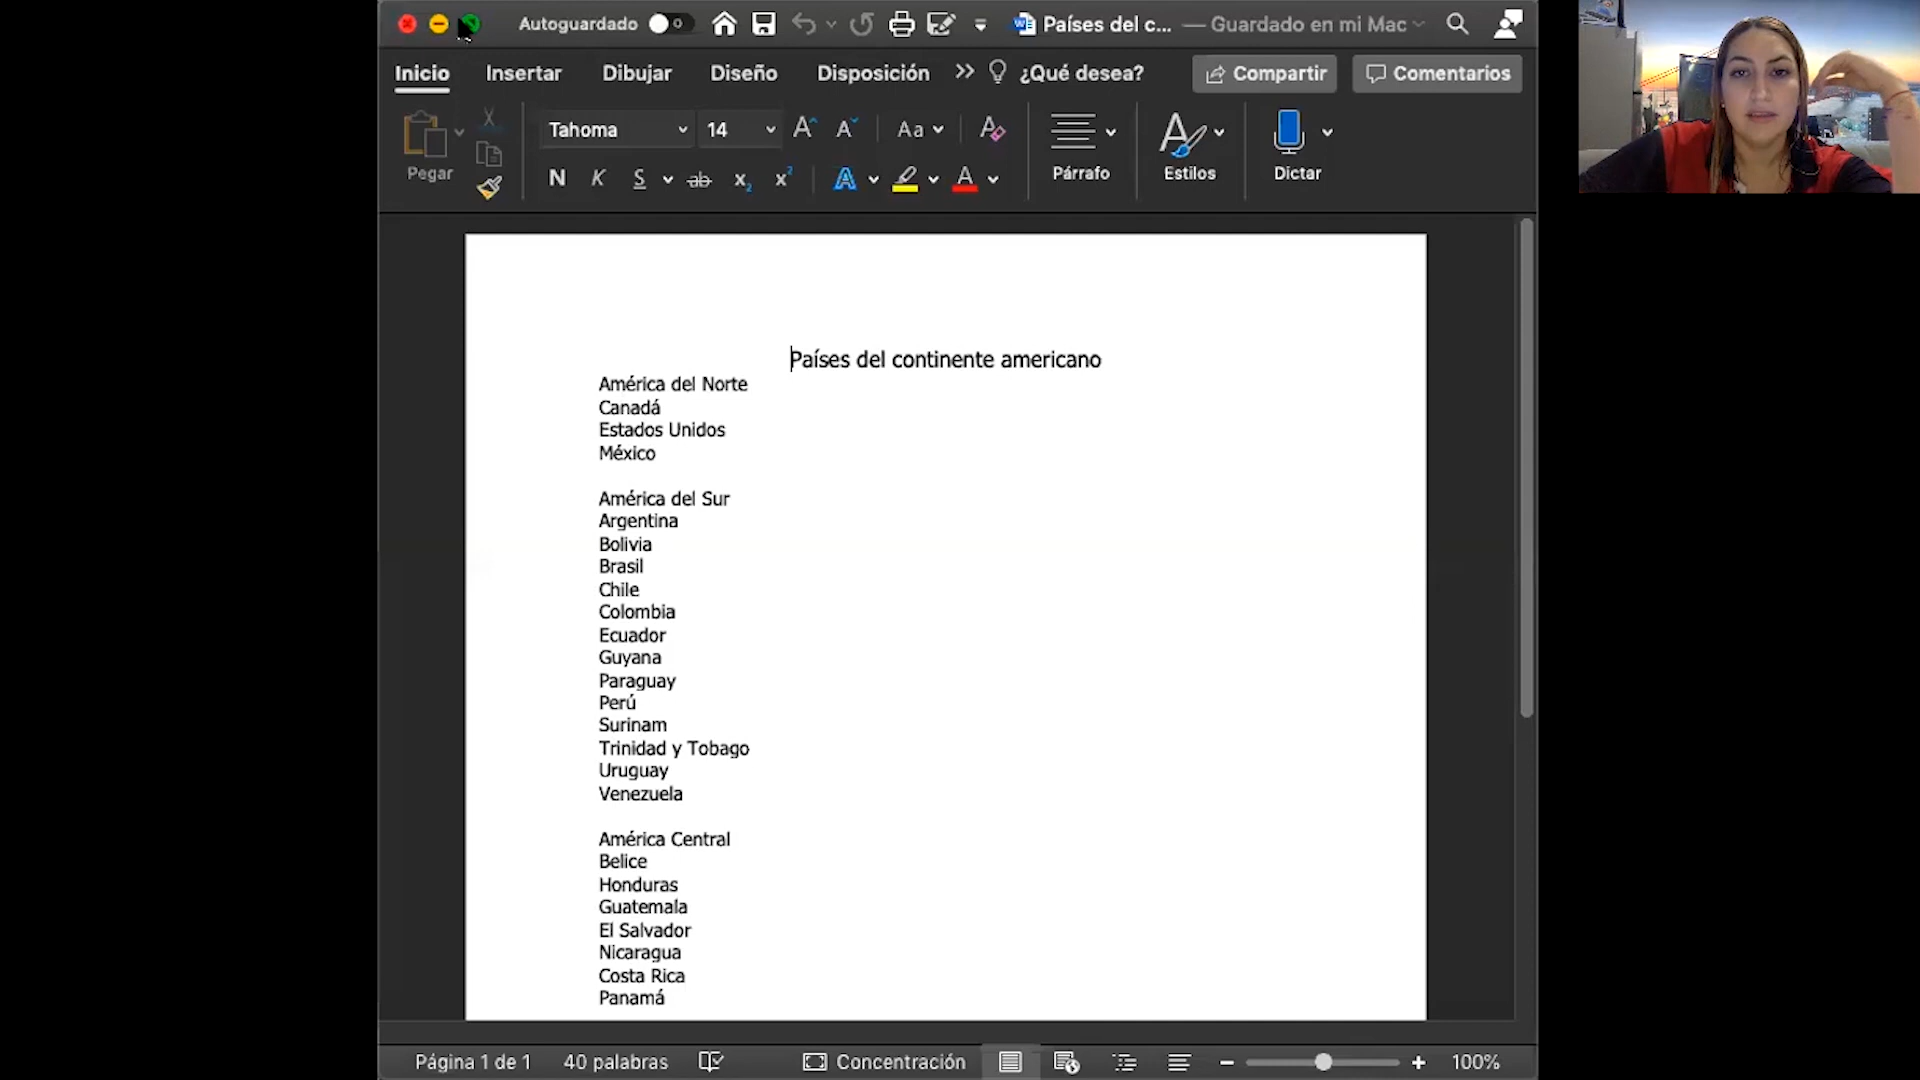 Autoguardado
Países del c... — Guardado en mi Mac
Inicio Insertar Dibujar Diseño Disposición >> ¿Qué desea? Compartir Comentarios
Pegar
Tahoma 14 Aa
N K S ab x₂ x² A A
Párrafo Estilos Dictar
Países del continente americano
América del Norte
Canadá
Estados Unidos
México
América del Sur
Argentina
Bolivia
Brasil
Chile
Colombia
Ecuador
Guyana
Paraguay
Perú
Surinam
Trinidad y Tobago
Uruguay
Venezuela
América Central
Belice
Honduras
Guatemala
El Salvador
Nicaragua
Costa Rica
Panamá
Página 1 de 1 40 palabras Concentración 100%